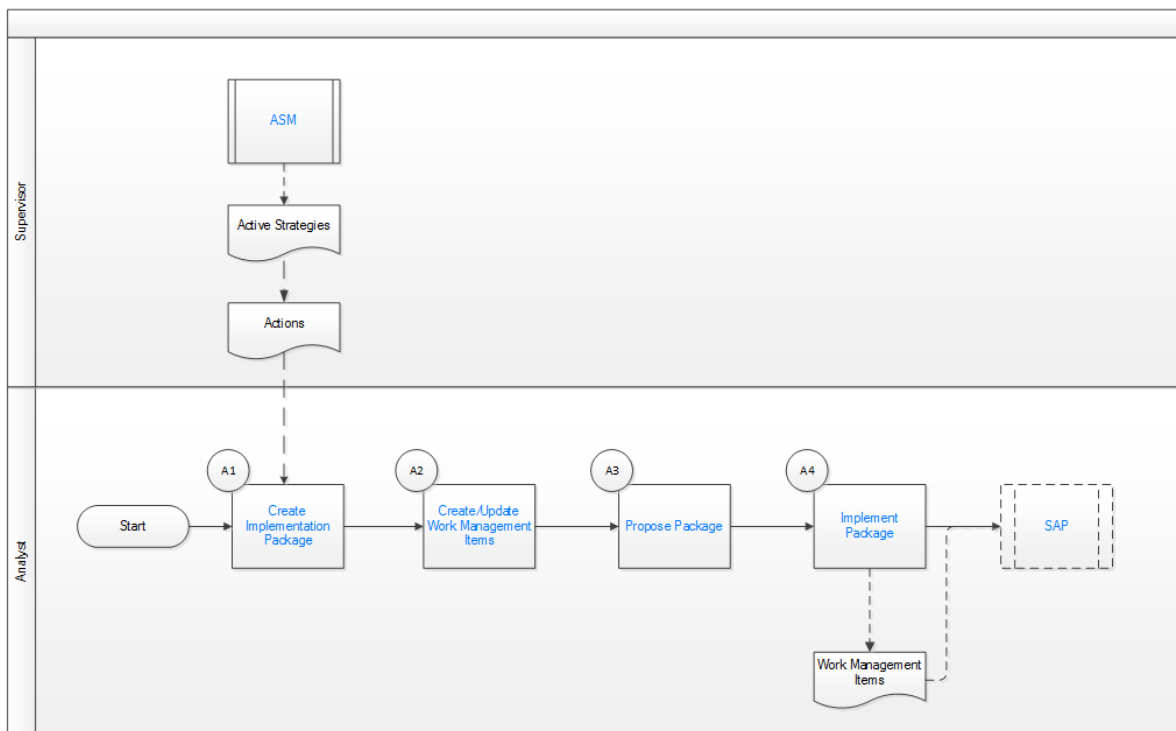 Supervisor
ASM
Active Strategies
Actions
Analyst
Start
A1
Create
Implementation
Package
A2
Create/Update
Work Management
Items
A3
Propose Package
A4
Implement
Package
SAP
Work Management
Items